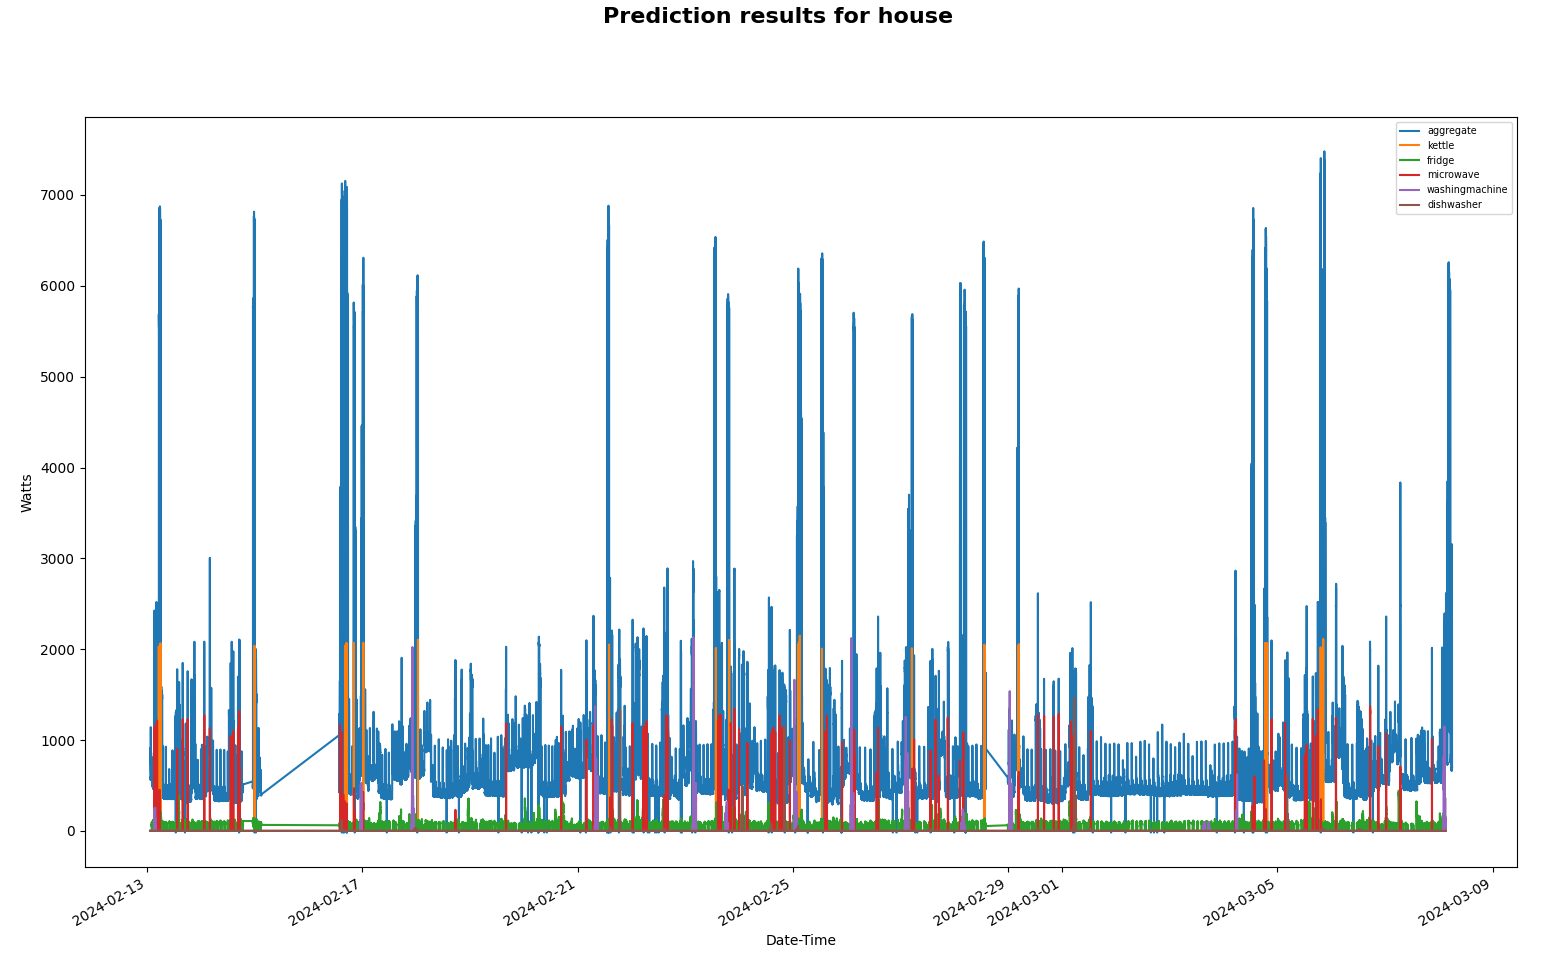 Prediction results for house
aggregate
kettle
fridge
microwave
washingmachine
dishwasher
7000
6000
5000
4000
3000
2000
1000
0
Watts
2024-02-13
2024-02-17
2024-02-21
2024-02-25
2024-02-29
2024-03-01
2024-03-05
2024-03-09
Date-Time